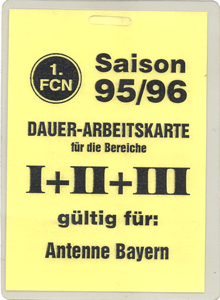 1.
FCN
Saison
95/96
DAUER-ARBEITSKARTE
für die Bereiche
I+II+III
gültig für:
Antenne Bayern